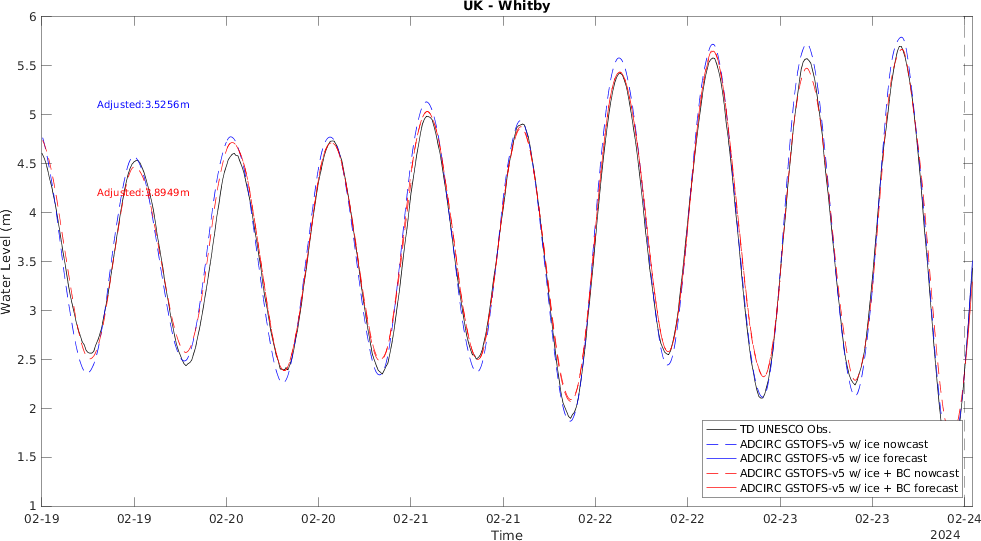 UK - Whitby
6
5.5
5
4.5
4
3.5
3
2.5
2
1.5
1
Water Level (m)
Adjusted:3.5256m
Adjusted:3.8949m
TD UNESCO Obs.
ADCIRC GSTOFS-v5 w/ ice nowcast
ADCIRC GSTOFS-v5 w/ ice forecast
ADCIRC GSTOFS-v5 w/ ice + BC nowcast
ADCIRC GSTOFS-v5 w/ ice + BC forecast
02-19 02-19 02-20 02-20 02-21 02-21 02-22 02-22 02-23 02-23 02-24
Time 2024